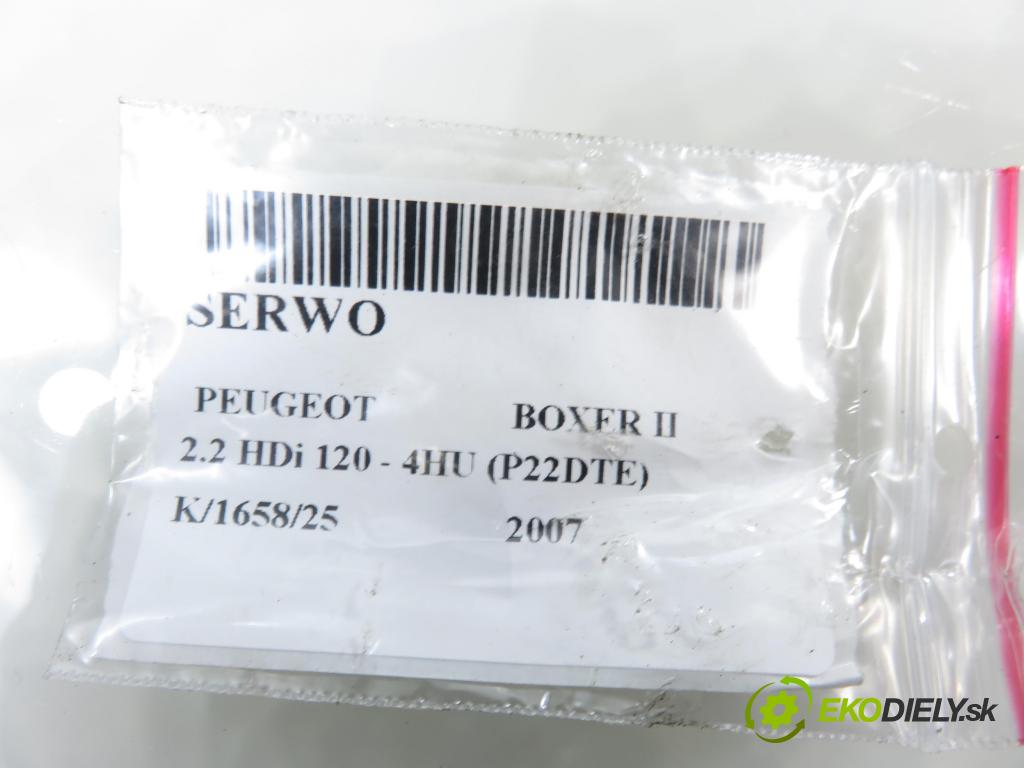 SERWO
PEUGEOT BOXER II
2.2 HDi 120 - 4HU (P22DTE)
K/1658/25 2007
EKODIELY.sk